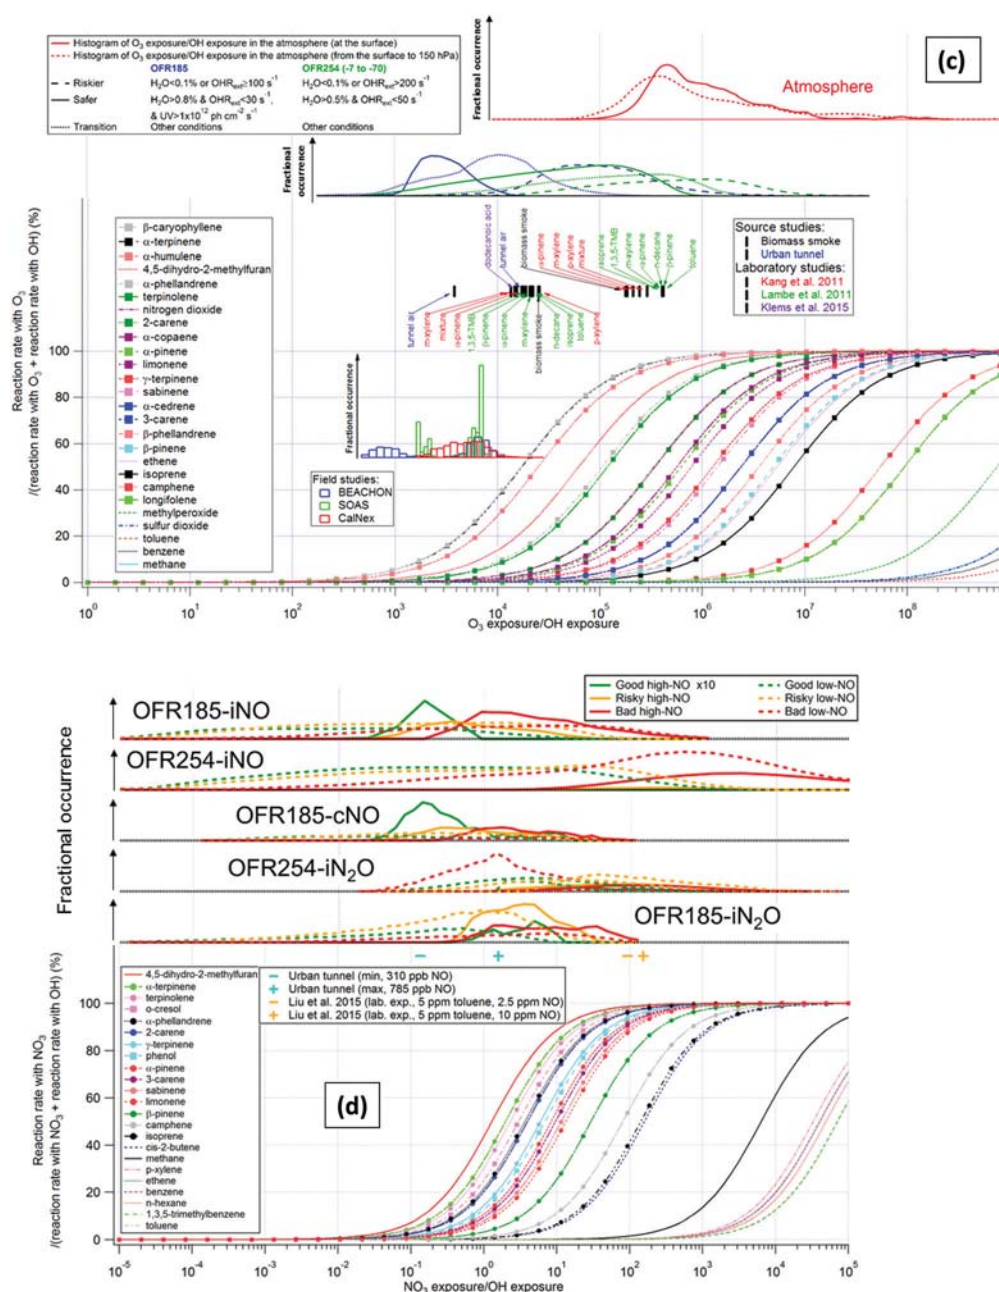 (c)
Fractional occurrence
Atmosphere
Histogram of O3 exposure/OH exposure in the atmosphere (at the surface)
Histogram of O3 exposure/OH exposure in the atmosphere (from the surface to 150 hPa)
OFR185 OFR254 (-7 to -70)
Riskier H2O<0.1% or OHRext≥100 s-1 H2O<0.1% or OHRext>200 s-1
Safer H2O>0.8% & OHRext<30 s-1, H2O>0.5% & OHRext<50 s-1
& UV>1x10^12 ph cm-2 s-1
Transition Other conditions Other conditions
Fractional occurrence
dodecanoic acid
tunnel air
biomass smoke
α-pinene
m-xylene
p-xylene
mixture
isoprene
1,3,5-TMB
m-xylene
α-pinene
n-decane
β-pinene
toluene
Source studies:
Biomass smoke
Urban tunnel
Laboratory studies:
Kang et al. 2011
Lambe et al. 2011
Klems et al. 2015
tunnel air
m-xylene
mixture
α-pinene
1,3,5-TMB
β-pinene
α-pinene
m-xylene
biomass smoke
n-decane
isoprene
toluene
p-xylene
β-caryophyllene
α-terpinene
α-humulene
4,5-dihydro-2-methylfuran
α-phellandrene
terpinolene
nitrogen dioxide
2-carene
α-copaene
α-pinene
limonene
γ-terpinene
sabinene
α-cedrene
3-carene
β-phellandrene
β-pinene
ethene
isoprene
camphene
longifolene
methylperoxide
sulfur dioxide
toluene
benzene
methane
Fractional occurrence
Field studies:
BEACHON
SOAS
CalNex
Reaction rate with O3
/(reaction rate with O3 + reaction rate with OH) (%)
100
80
60
40
20
0
10^0 10^1 10^2 10^3 10^4 10^5 10^6 10^7 10^8
O3 exposure/OH exposure
Good high-NO x10 Good low-NO
Risky high-NO Risky low-NO
Bad high-NO Bad low-NO
Fractional occurrence
OFR185-iNO
OFR254-iNO
OFR185-cNO
OFR254-iN2O
OFR185-iN2O
Urban tunnel (min, 310 ppb NO)
Urban tunnel (max, 785 ppb NO)
Liu et al. 2015 (lab. exp., 5 ppm toluene, 2.5 ppm NO)
Liu et al. 2015 (lab. exp., 5 ppm toluene, 10 ppm NO)
4,5-dihydro-2-methylfuran
α-terpinene
terpinolene
o-cresol
α-phellandrene
2-carene
γ-terpinene
phenol
α-pinene
3-carene
sabinene
limonene
β-pinene
camphene
isoprene
cis-2-butene
methane
p-xylene
ethene
benzene
n-hexane
1,3,5-trimethylbenzene
toluene
(d)
Reaction rate with NO3
/(reaction rate with NO3 + reaction rate with OH) (%)
100
80
60
40
20
0
10^-5 10^-4 10^-3 10^-2 10^-1 10^0 10^1 10^2 10^3 10^4 10^5
NO3 exposure/OH exposure